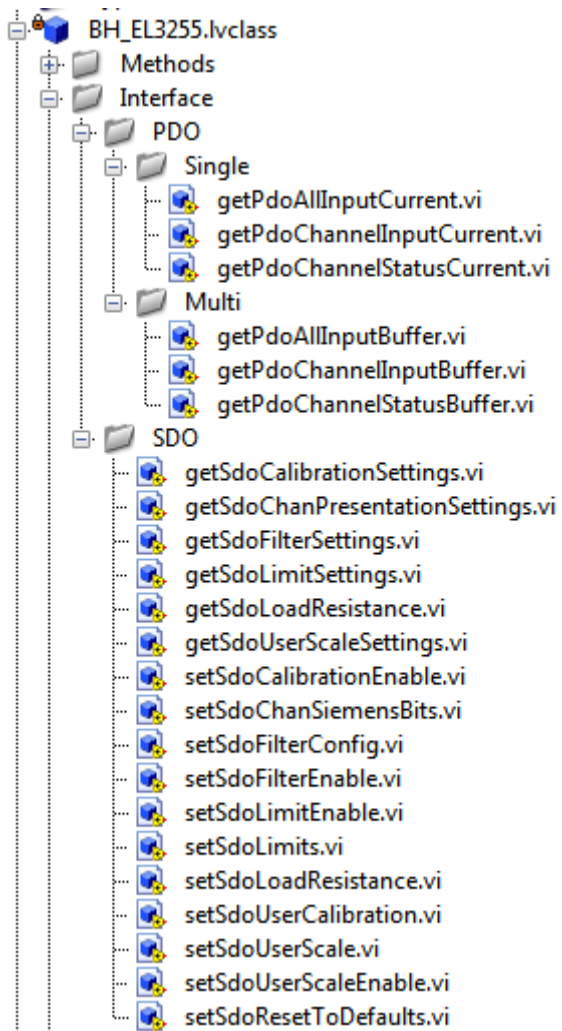 BH_EL3255.lvclass
Methods
Interface
PDO
Single
getPdoAllInputCurrent.vi
getPdoChannelInputCurrent.vi
getPdoChannelStatusCurrent.vi
Multi
getPdoAllInputBuffer.vi
getPdoChannelInputBuffer.vi
getPdoChannelStatusBuffer.vi
SDO
getSdoCalibrationSettings.vi
getSdoChanPresentationSettings.vi
getSdoFilterSettings.vi
getSdoLimitSettings.vi
getSdoLoadResistance.vi
getSdoUserScaleSettings.vi
setSdoCalibrationEnable.vi
setSdoChanSiemensBits.vi
setSdoFilterConfig.vi
setSdoFilterEnable.vi
setSdoLimitEnable.vi
setSdoLimits.vi
setSdoLoadResistance.vi
setSdoUserCalibration.vi
setSdoUserScale.vi
setSdoUserScaleEnable.vi
setSdoResetToDefaults.vi